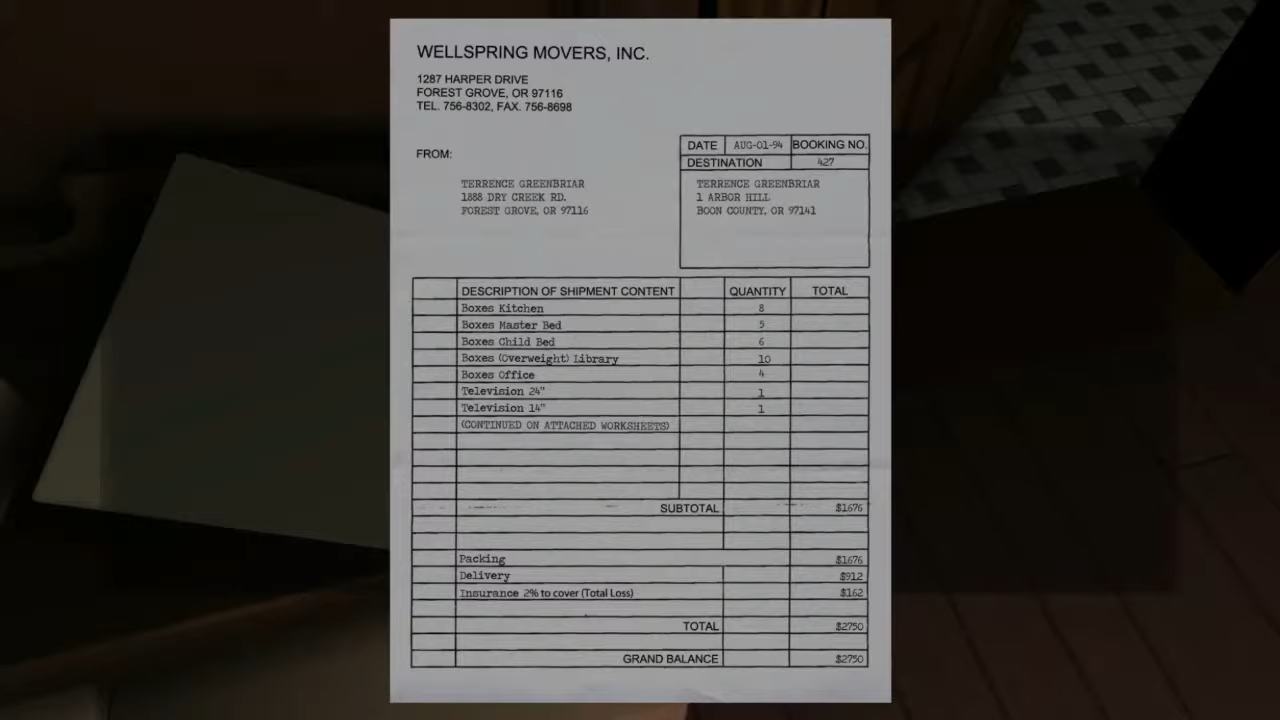 WELLSPRING MOVERS, INC.
1287 HARPER DRIVE
FOREST GROVE, OR 97116
TEL. 756-8302, FAX. 756-8698
FROM:
TERRENCE GREENBRIAR
1888 DRY CREEK RD.
FOREST GROVE, OR 97116
DATE AUG-01-94 BOOKING NO.
DESTINATION 427
TERRENCE GREENBRIAR
1 ARBOR HILL
BOON COUNTY, OR 97141
DESCRIPTION OF SHIPMENT CONTENT QUANTITY TOTAL
Boxes Kitchen 8
Boxes Master Bed 5
Boxes Child Bed 6
Boxes (Overweight) Library 10
Boxes Office 4
Television 24" 1
Television 14" 1
(CONTINUED ON ATTACHED WORKSHEETS)
SUBTOTAL $1676
Packing $1676
Delivery $912
Insurance 2% to cover (Total Loss) $162
TOTAL $2750
GRAND BALANCE $2750